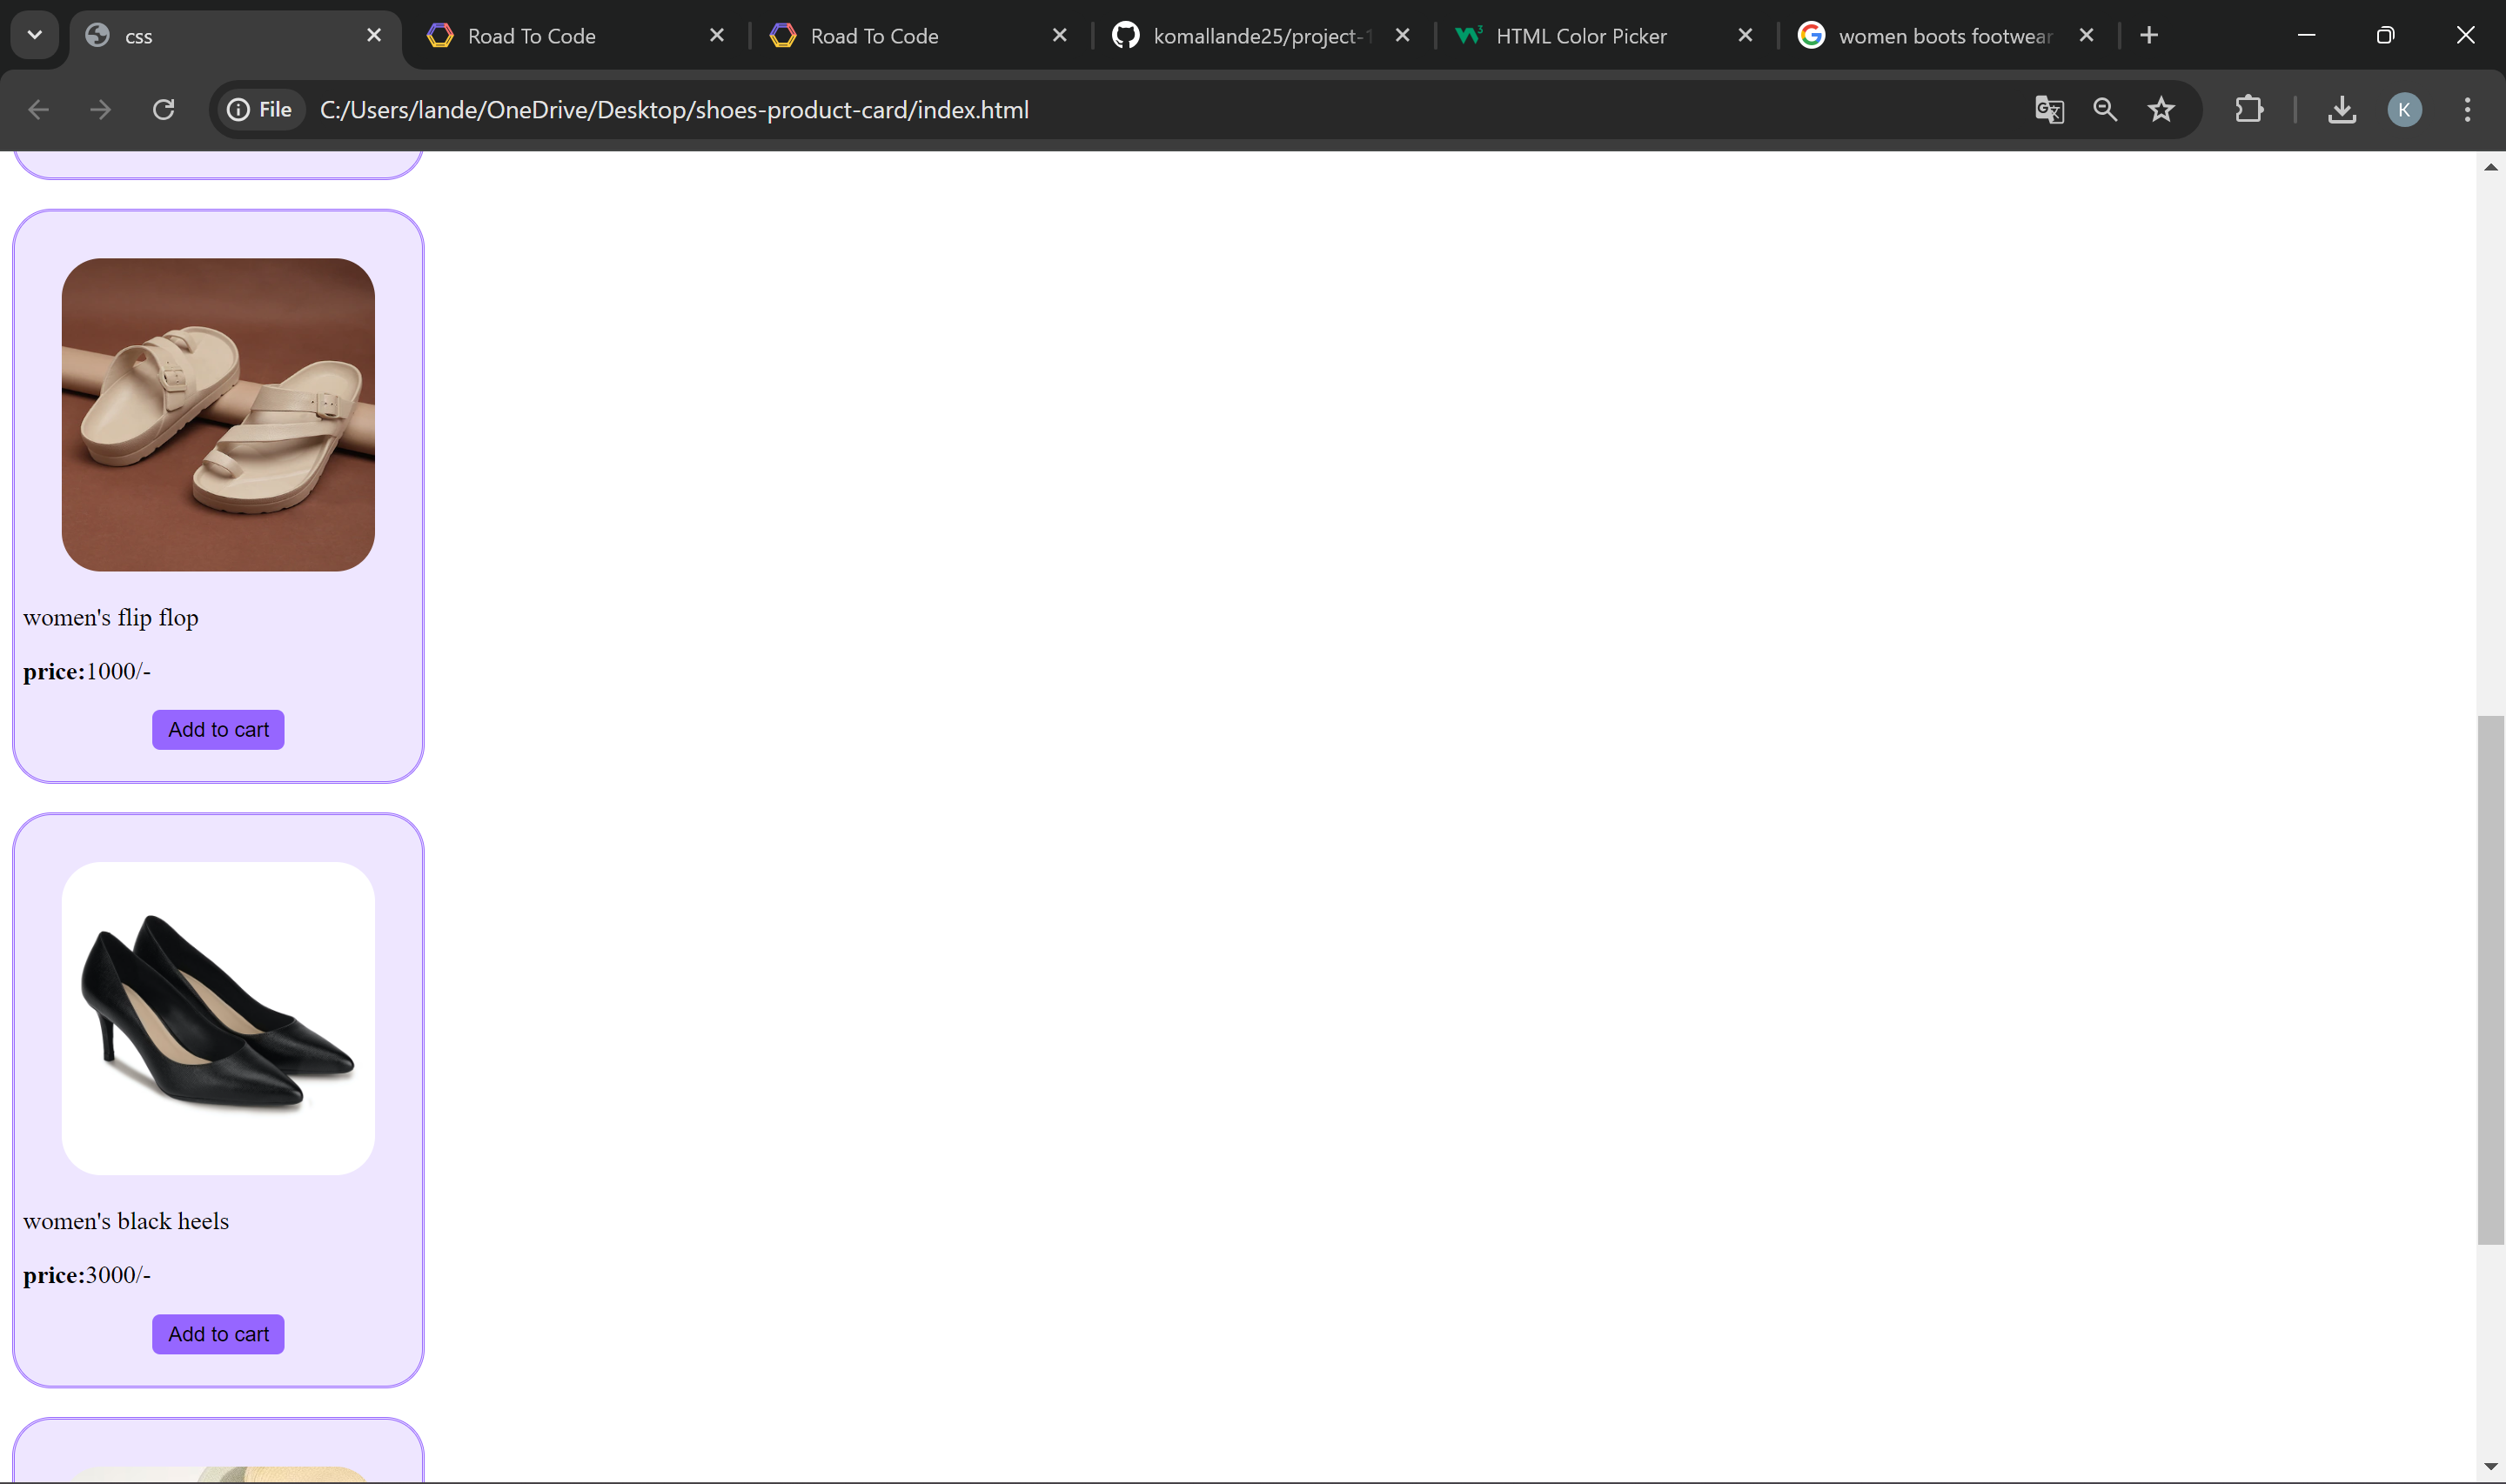 css
Road To Code
Road To Code
komallande25/project-1
HTML Color Picker
women boots footwear
File
C:/Users/lande/OneDrive/Desktop/shoes-product-card/index.html
K
women's flip flop
price:1000/-
Add to cart
women's black heels
price:3000/-
Add to cart